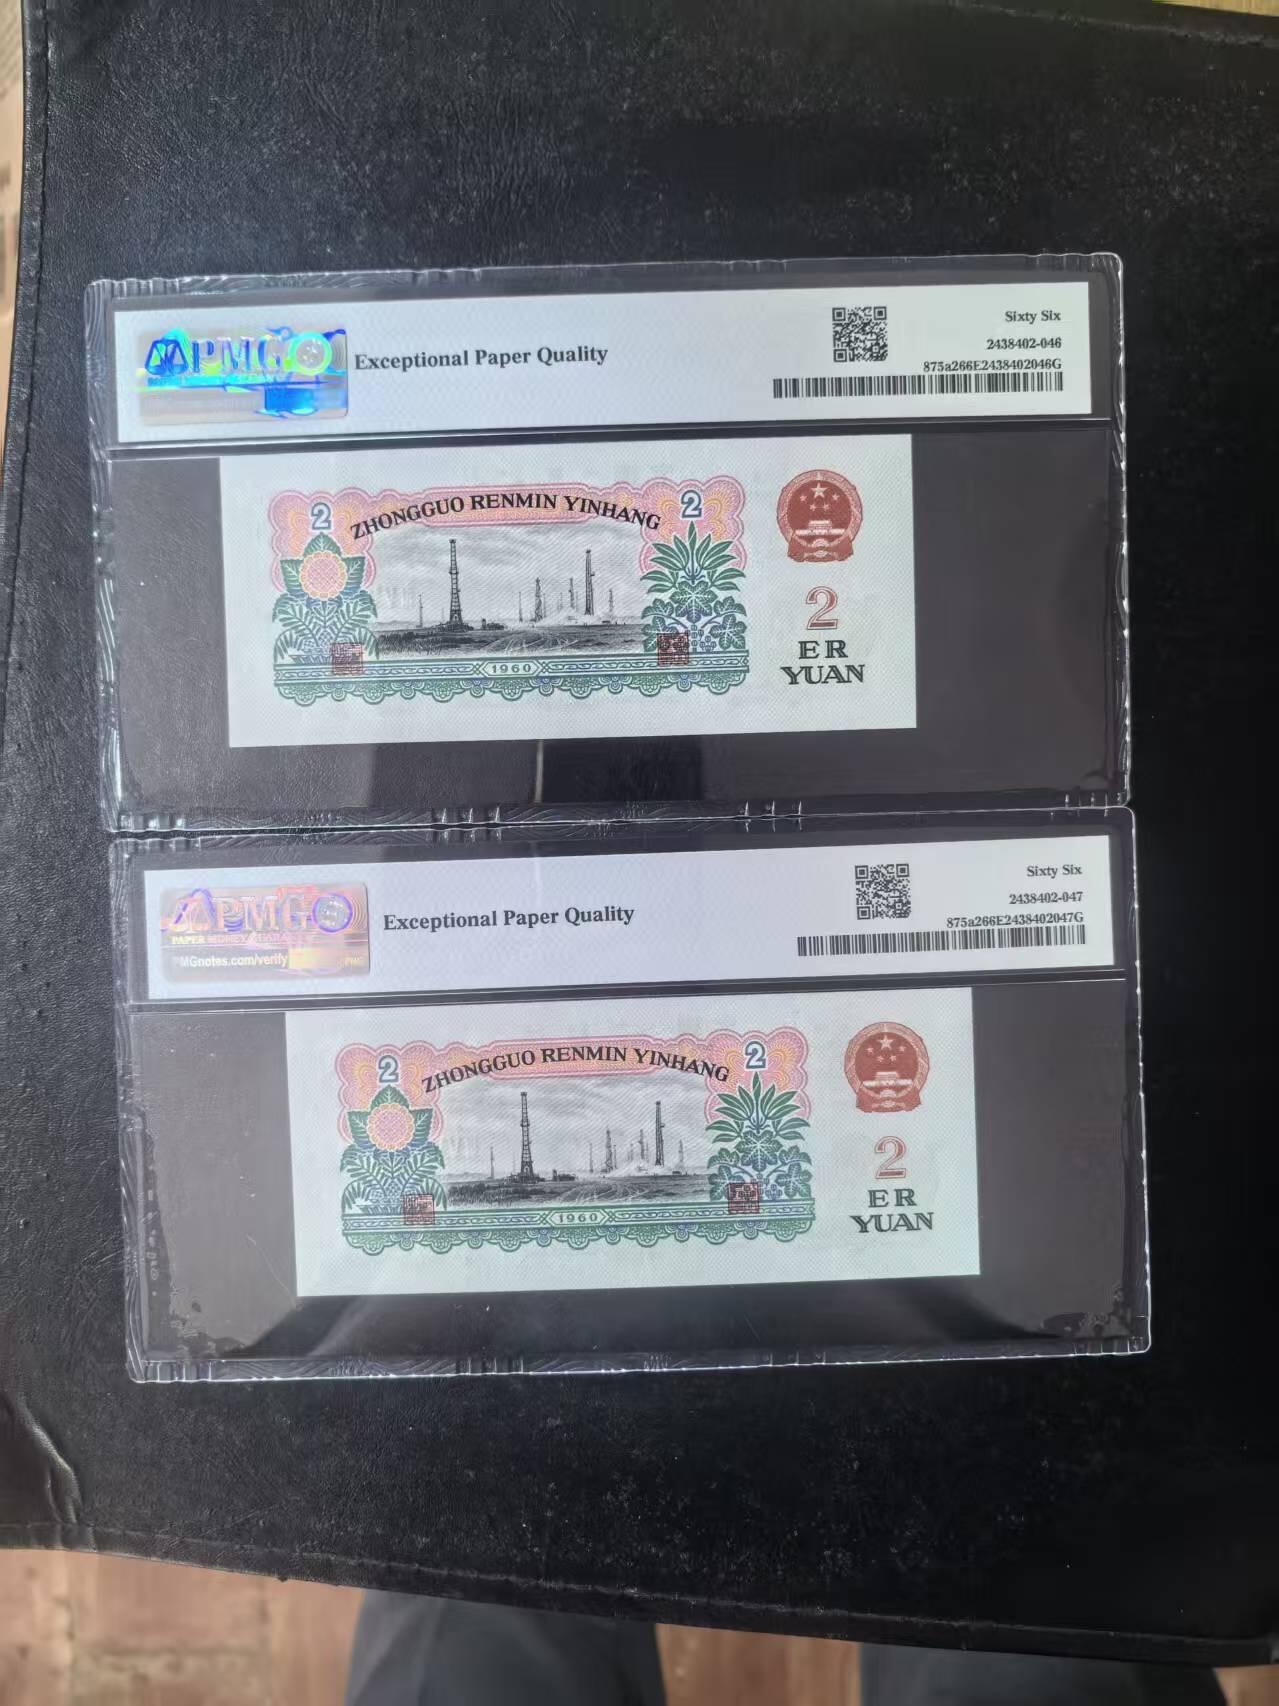 PMG
Exceptional Paper Quality
Sixty Six
2438402-046
875a266E2438402046G
2
ZHONGGUO RENMIN YINHANG
2
1960
2
ER
YUAN
PMG
PAPER MONEY GUARANTY
PMGnotes.com/verify
Exceptional Paper Quality
Sixty Six
2438402-047
875a266E2438402047G
2
ZHONGGUO RENMIN YINHANG
2
1960
2
ER
YUAN